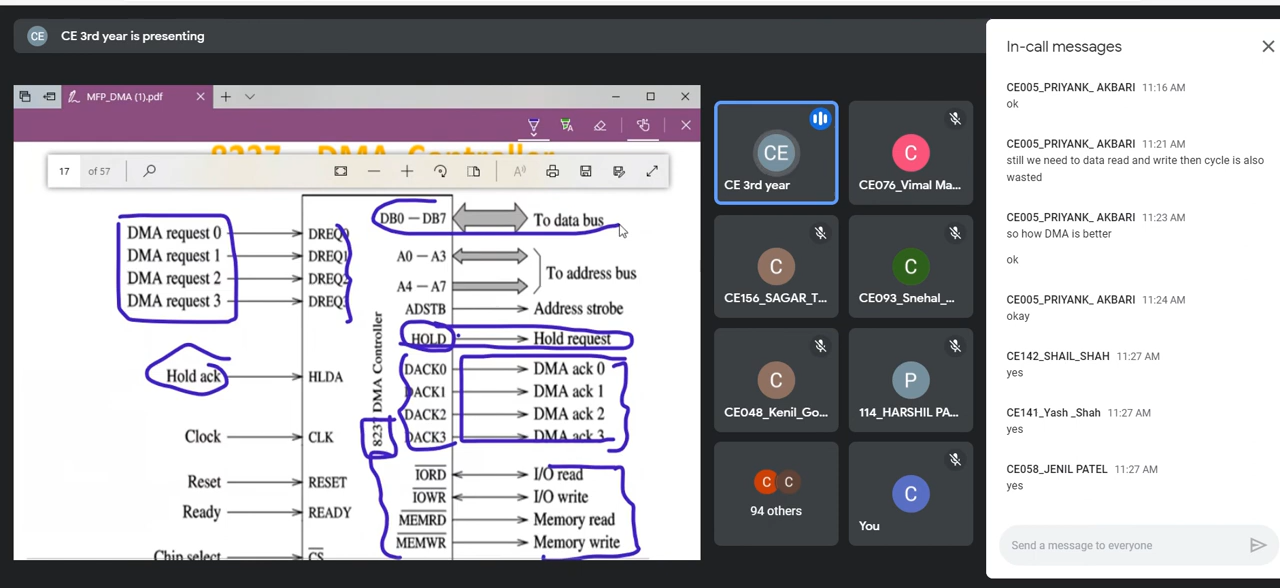 CE
CE 3rd year is presenting
MFP_DMA (1).pdf
8237 - DMA Controller
17 of 57
DMA request 0
DMA request 1
DMA request 2
DMA request 3
Hold ack
Clock
Reset
Ready
Chin select
DREQ0
DREQ1
DREQ2
DREQ3
HLDA
CLK
RESET
READY
CS
8237 DMA Controller
DB0 — DB7
To data bus
A0 — A3
A4 — A7
To address bus
ADSTB
Address strobe
HOLD
Hold request
DACK0
DMA ack 0
DACK1
DMA ack 1
DACK2
DMA ack 2
DACK3
DMA ack 3
IORD
I/O read
IOWR
I/O write
MEMRD
Memory read
MEMWR
Memory write
CE
CE 3rd year
C
CE076_Vimal Ma...
C
CE156_SAGAR_T...
C
CE093_Snehal_...
C
CE048_Kenil_Go...
P
114_HARSHIL PA...
C C
94 others
C
You
In-call messages
CE005_PRIYANK_ AKBARI 11:16 AM
ok
CE005_PRIYANK_ AKBARI 11:21 AM
still we need to data read and write then cycle is also
wasted
CE005_PRIYANK_ AKBARI 11:23 AM
so how DMA is better
ok
CE005_PRIYANK_ AKBARI 11:24 AM
okay
CE142_SHAIL_SHAH 11:27 AM
yes
CE141_Yash _Shah 11:27 AM
yes
CE058_JENIL PATEL 11:27 AM
yes
Send a message to everyone